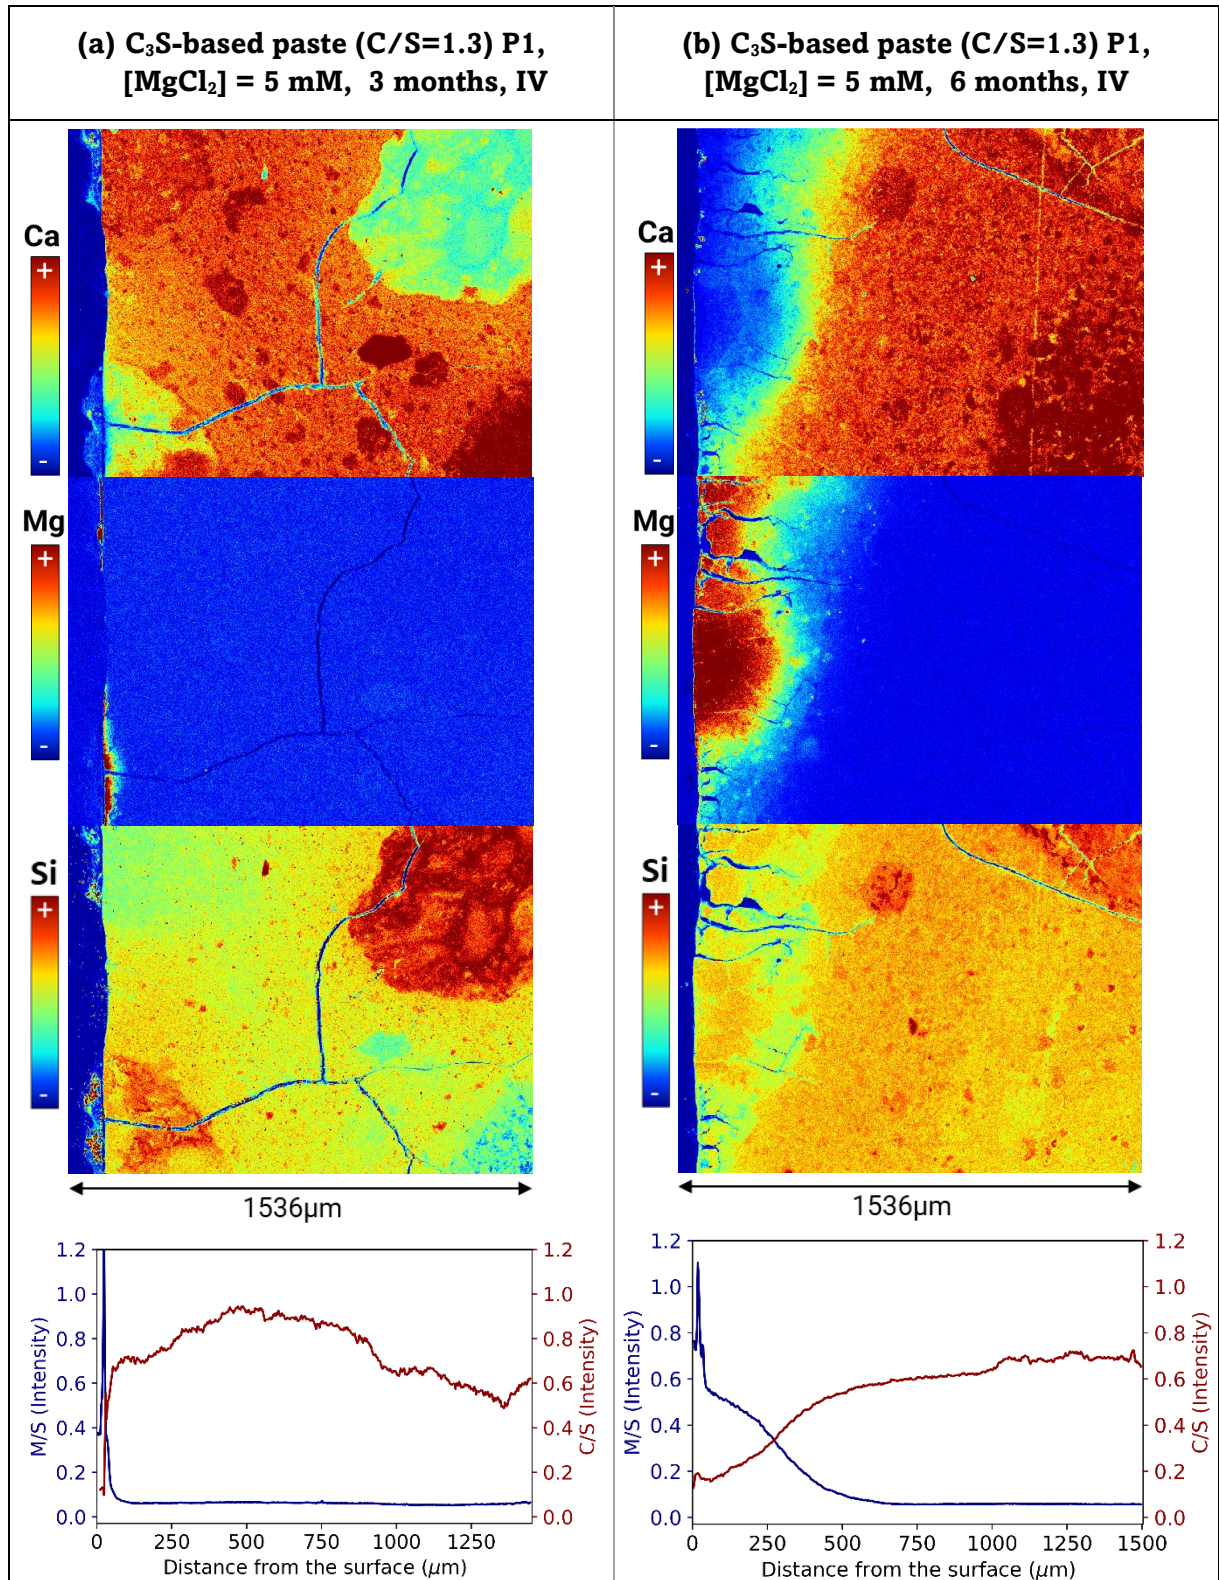 (a) C₃S-based paste (C/S=1.3) P1,
[MgCl₂] = 5 mM, 3 months, IV
(b) C₃S-based paste (C/S=1.3) P1,
[MgCl₂] = 5 mM, 6 months, IV
Ca
+
-
Mg
+
-
Si
+
-
1536µm
Ca
+
-
Mg
+
-
Si
+
-
1536µm
M/S (Intensity)
1.2
1.0
0.8
0.6
0.4
0.2
0.0
1.2
1.0
0.8
0.6
0.4
0.2
0.0
C/S (Intensity)
0 250 500 750 1000 1250
Distance from the surface (µm)
M/S (Intensity)
1.2
1.0
0.8
0.6
0.4
0.2
0.0
1.2
1.0
0.8
0.6
0.4
0.2
0.0
C/S (Intensity)
0 250 500 750 1000 1250 1500
Distance from the surface (µm)